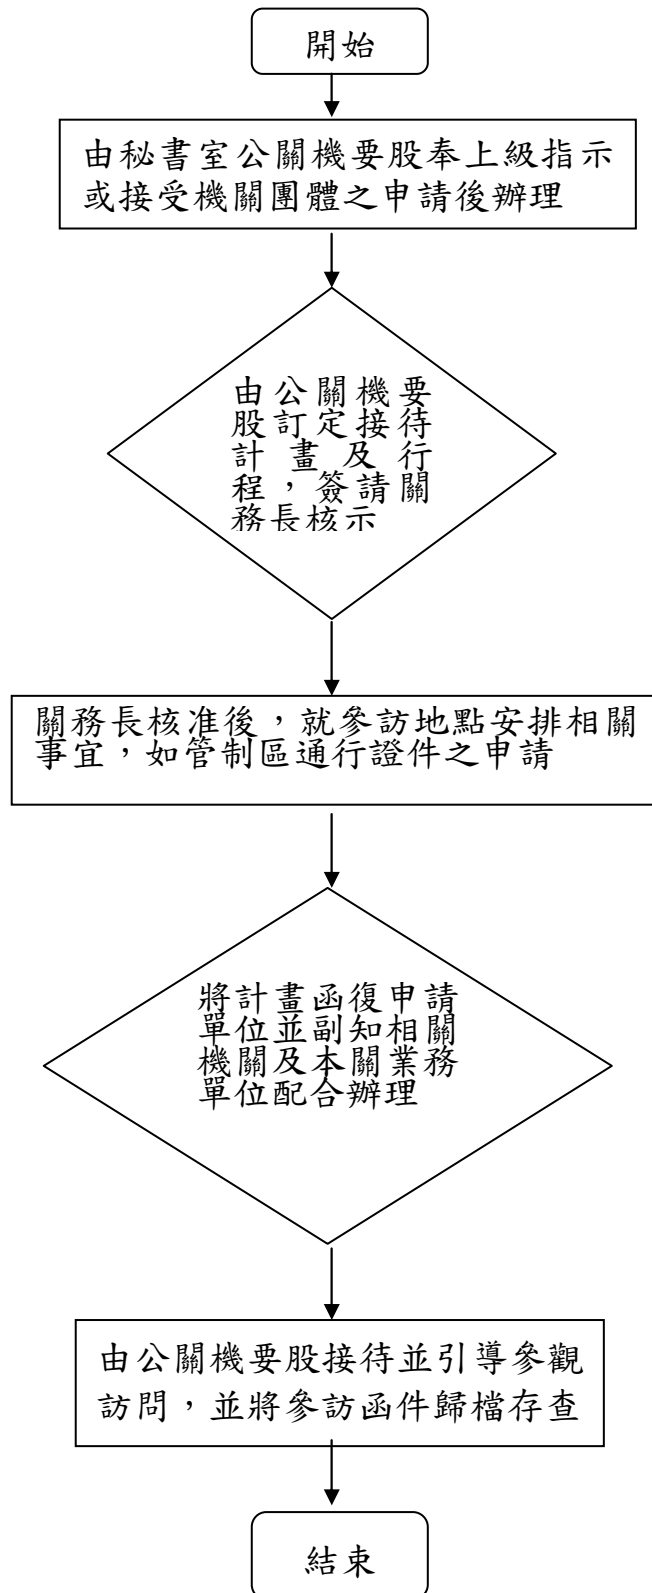 開始
由秘書室公關機要股奉上級指示
或接受機關團體之申請後辦理
由公關機要
股訂定接待
計畫及行
程，簽請關
務長核示
關務長核准後，就參訪地點安排相關
事宜，如管制區通行證件之申請
將計畫函復申請
單位並副知相關
機關及本關業務
單位配合辦理
由公關機要股接待並引導參觀
訪問，並將參訪函件歸檔存查
結束